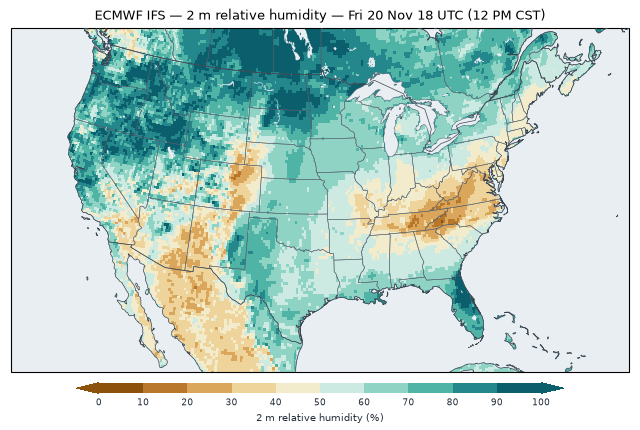 ECMWF IFS — 2 m relative humidity — Fri 20 Nov 18 UTC (12 PM CST)
0 10 20 30 40 50 60 70 80 90 100
2 m relative humidity (%)